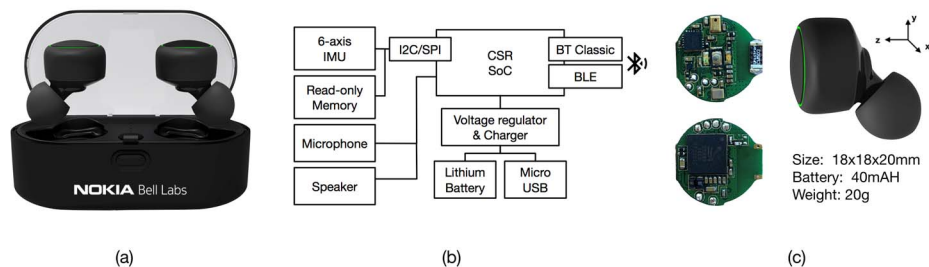 NOKIA Bell Labs
(a)
6-axis
IMU
Read-only
Memory
Microphone
Speaker
I2C/SPI
CSR
SoC
BT Classic
BLE
Voltage regulator
& Charger
Lithium
Battery
Micro
USB
(b)
y
z
x
Size: 18x18x20mm
Battery: 40mAH
Weight: 20g
(c)